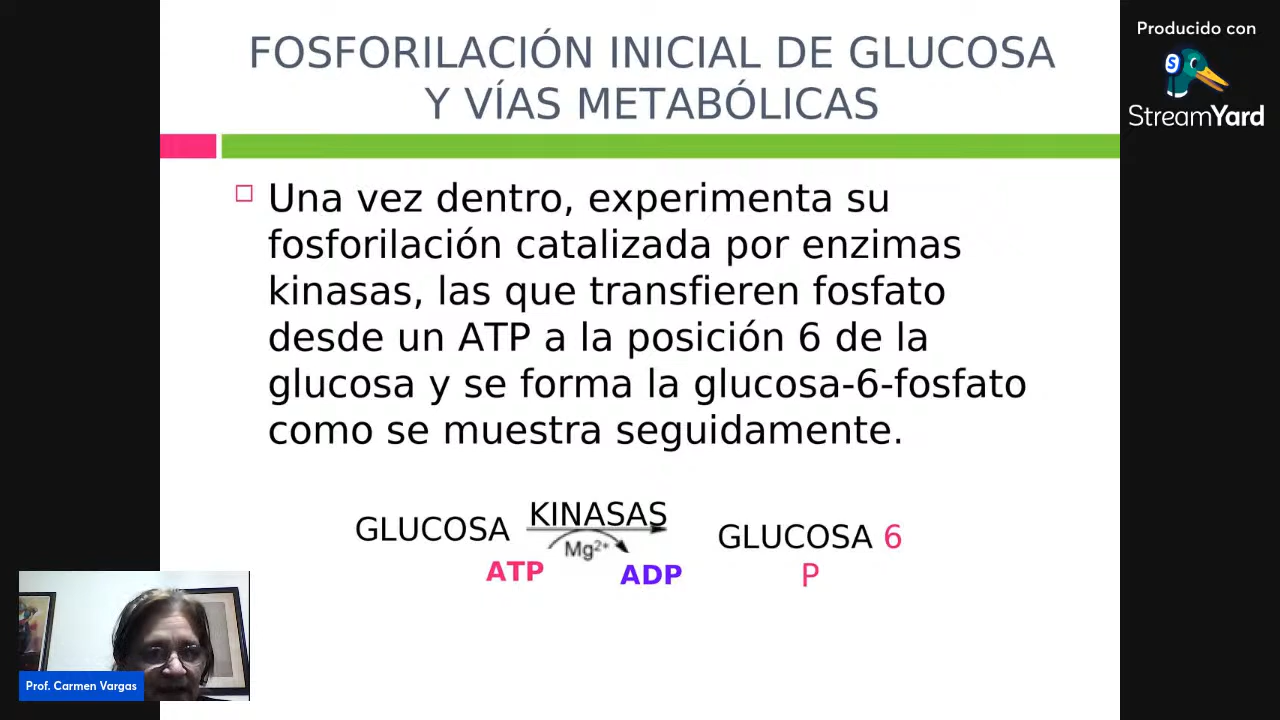 FOSFORILACIÓN INICIAL DE GLUCOSA
Y VÍAS METABÓLICAS
Producido con
StreamYard
Una vez dentro, experimenta su
fosforilación catalizada por enzimas
kinasas, las que transfieren fosfato
desde un ATP a la posición 6 de la
glucosa y se forma la glucosa-6-fosfato
como se muestra seguidamente.
GLUCOSA KINASAS GLUCOSA 6
Mg2+
ATP ADP P
Prof. Carmen Vargas